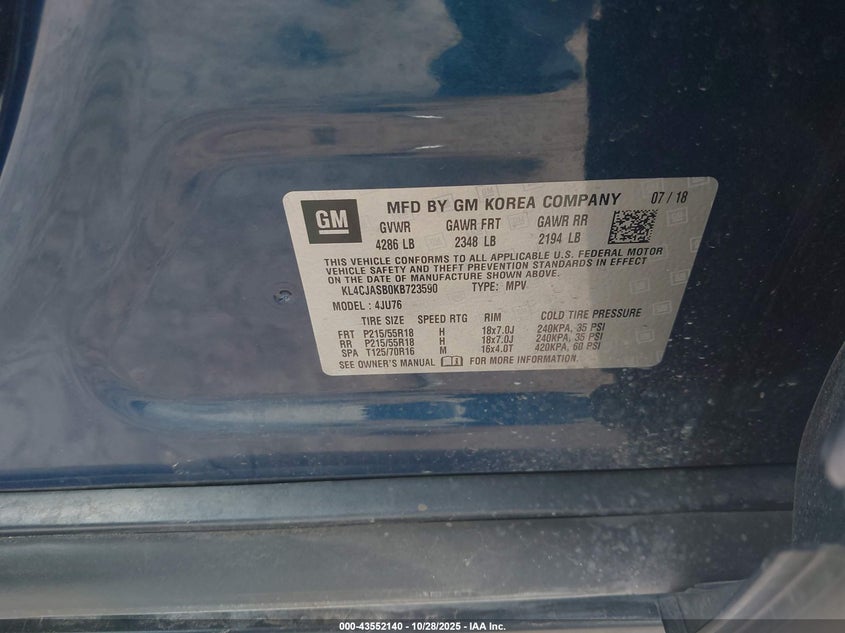 GM
MFD BY GM KOREA COMPANY 07 / 18
GVWR GAWR FRT GAWR RR
4286 LB 2348 LB 2194 LB
THIS VEHICLE CONFORMS TO ALL APPLICABLE U.S. FEDERAL MOTOR
VEHICLE SAFETY AND THEFT PREVENTION STANDARDS IN EFFECT
ON THE DATE OF MANUFACTURE SHOWN ABOVE.
KL4CJASB0KB723590 TYPE: MPV
MODEL : 4JU76
TIRE SIZE SPEED RTG RIM COLD TIRE PRESSURE
FRT P215/55R18 H 18x7.0J 240KPA, 35 PSI
RR P215/55R18 H 18x7.0J 240KPA, 35 PSI
SPA T125/70R16 M 16x4.0T 420KPA, 60 PSI
SEE OWNER'S MANUAL FOR MORE INFORMATION.
000-43552140 - 10/28/2025 - IAA Inc.